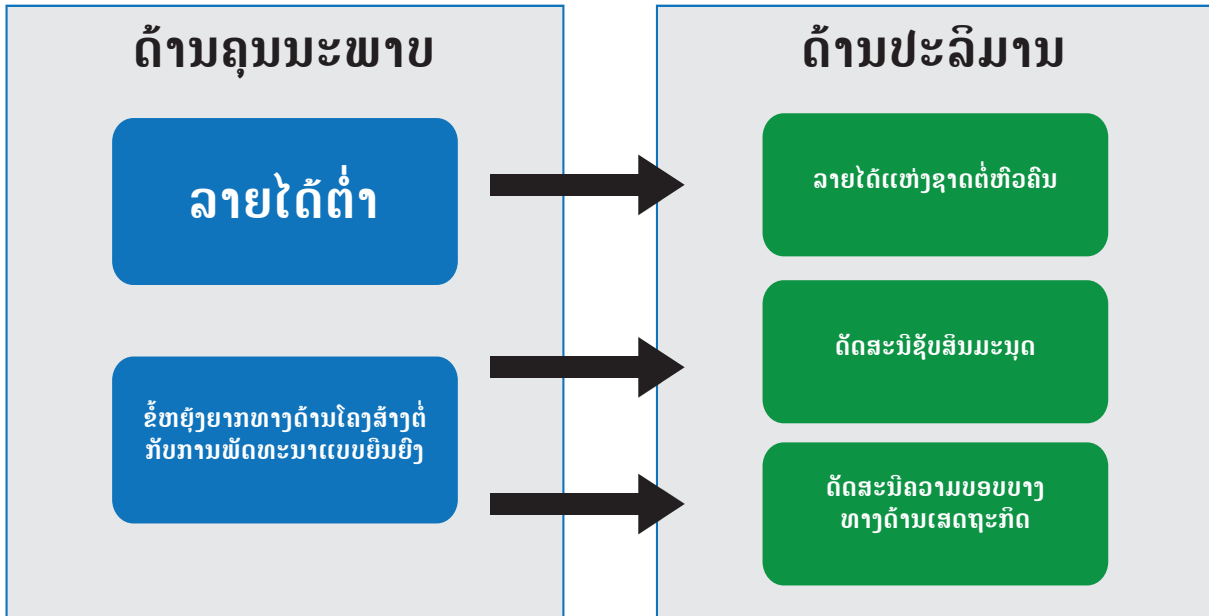 ດ້ານຄຸນນະພາບ
ລາຍໄດ້ຕ່ຳ
ຂໍ້ຫຍຸ້ງຍາກທາງດ້ານໂຄງສ້າງຕໍ່
ກັບການພັດທະນາແບບຍືນຍົງ
ດ້ານປະລິມານ
ລາຍໄດ້ແຫ່ງຊາດຕໍ່ຫົວຄົນ
ດັດສະນີຊັບສິນມະນຸດ
ດັດສະນີຄວາມບອບບາງ
ທາງດ້ານເສດຖະກິດ